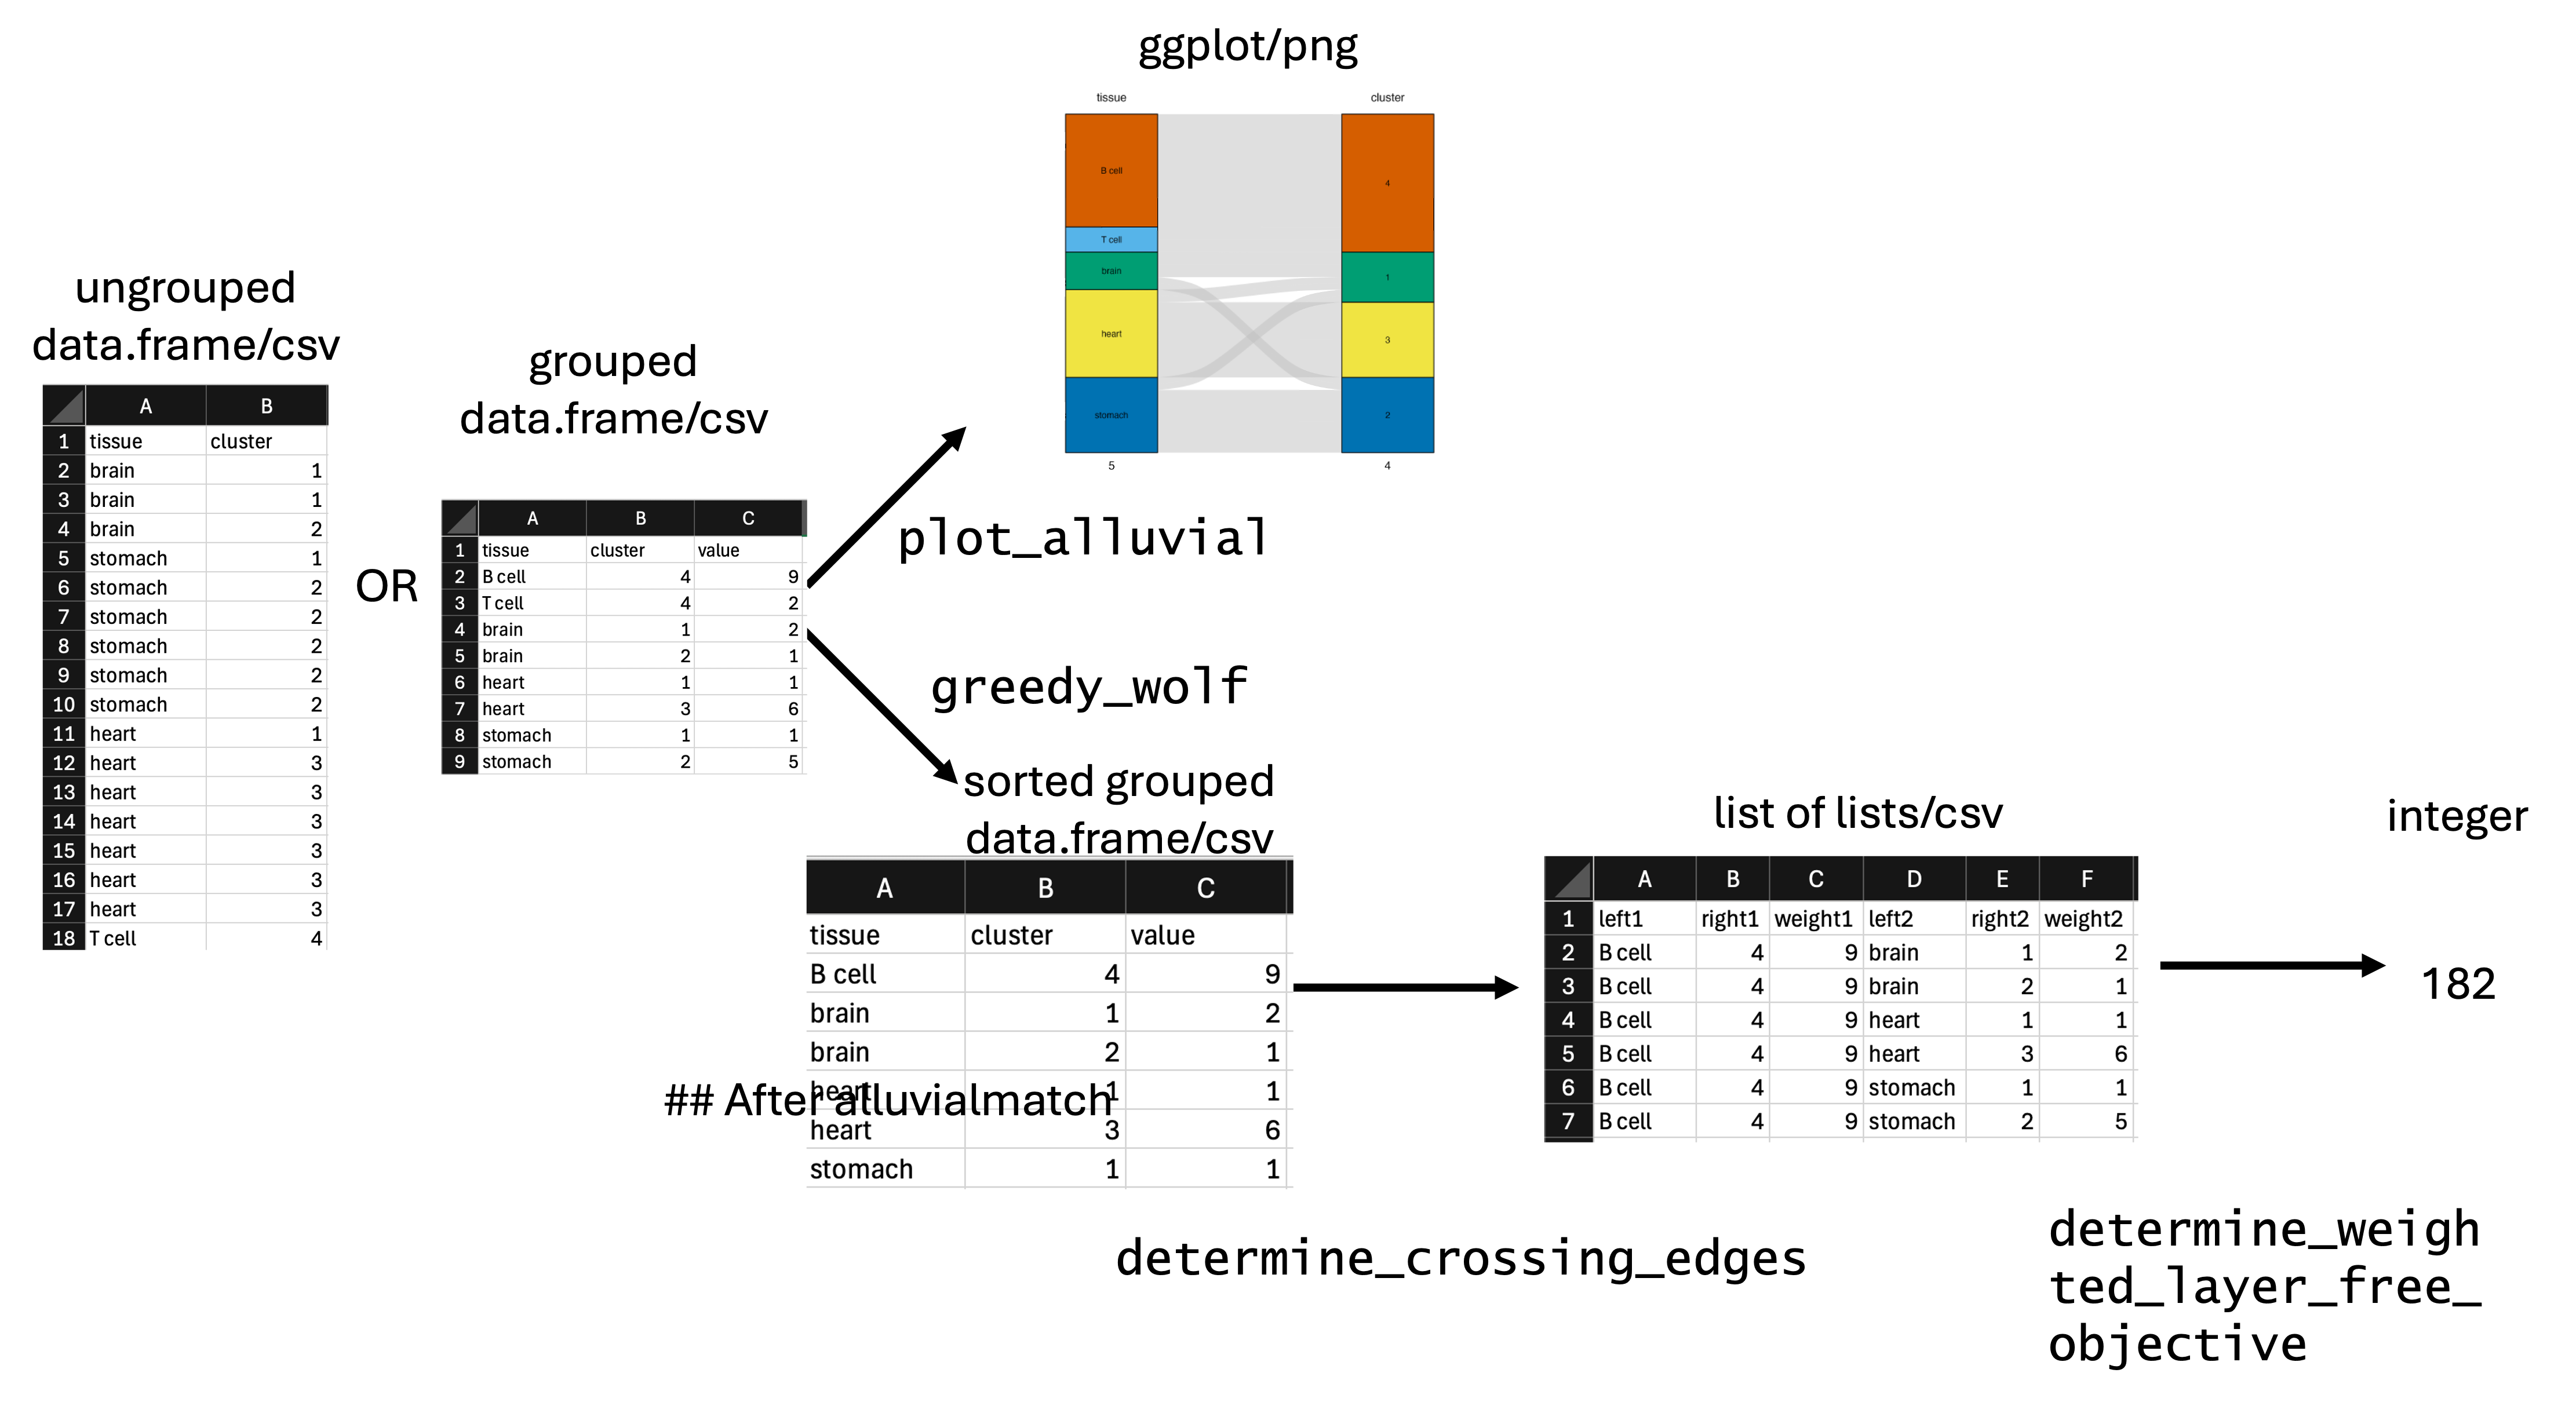 ggplot/png
tissue cluster
B cell
T cell
brain
heart
stomach
4
1
3
2
5 4
ungrouped
data.frame/csv
A B
1 tissue cluster
2 brain 1
3 brain 1
4 brain 2
5 stomach 1
6 stomach 2
7 stomach 2
8 stomach 2
9 stomach 2
10 stomach 2
11 heart 1
12 heart 3
13 heart 3
14 heart 3
15 heart 3
16 heart 3
17 heart 3
18 T cell 4
OR
grouped
data.frame/csv
A B C
1 tissue cluster value
2 B cell 4 9
3 T cell 4 2
4 brain 1 2
5 brain 2 1
6 heart 1 1
7 heart 3 6
8 stomach 1 1
9 stomach 2 5
plot_alluvial
greedy_wolf
sorted grouped
data.frame/csv
A B C
tissue cluster value
B cell 4 9
brain 1 2
brain 2 1
heart 1 1
## After alluvialmatch
heart 3 6
stomach 1 1
determine_crossing_edges
list of lists/csv
A B C D E F
1 left1 right1 weight1 left2 right2 weight2
2 B cell 4 9 brain 1 2
3 B cell 4 9 brain 2 1
4 B cell 4 9 heart 1 1
5 B cell 4 9 heart 3 6
6 B cell 4 9 stomach 1 1
7 B cell 4 9 stomach 2 5
integer
182
determine_weigh
ted_layer_free_
objective